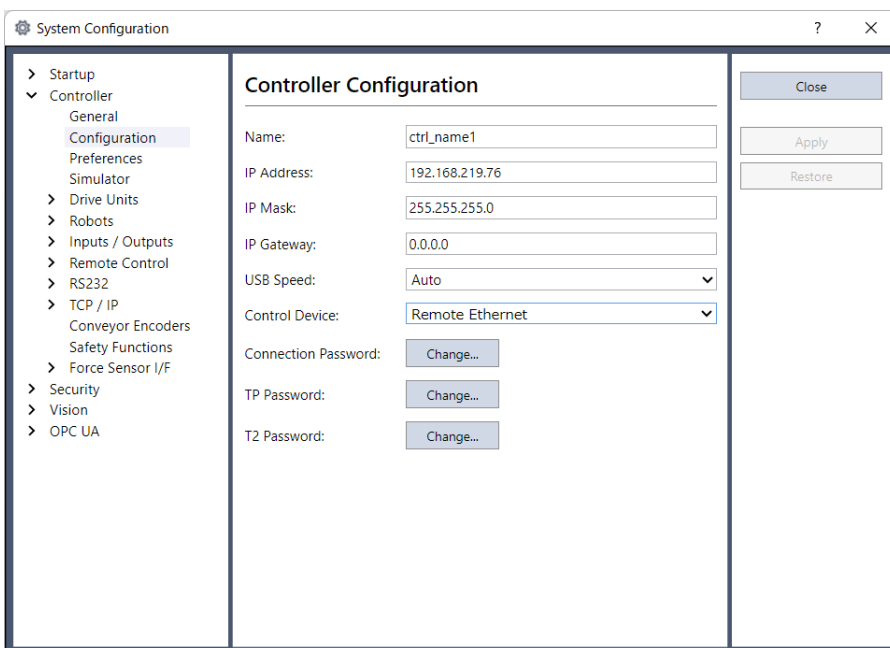 System Configuration
?
Startup
Controller
General
Configuration
Preferences
Simulator
Drive Units
Robots
Inputs / Outputs
Remote Control
RS232
TCP / IP
Conveyor Encoders
Safety Functions
Force Sensor I/F
Security
Vision
OPC UA
Controller Configuration
Name: ctrl_name1
IP Address: 192.168.219.76
IP Mask: 255.255.255.0
IP Gateway: 0.0.0.0
USB Speed: Auto
Control Device: Remote Ethernet
Connection Password: Change...
TP Password: Change...
T2 Password: Change...
Close
Apply
Restore